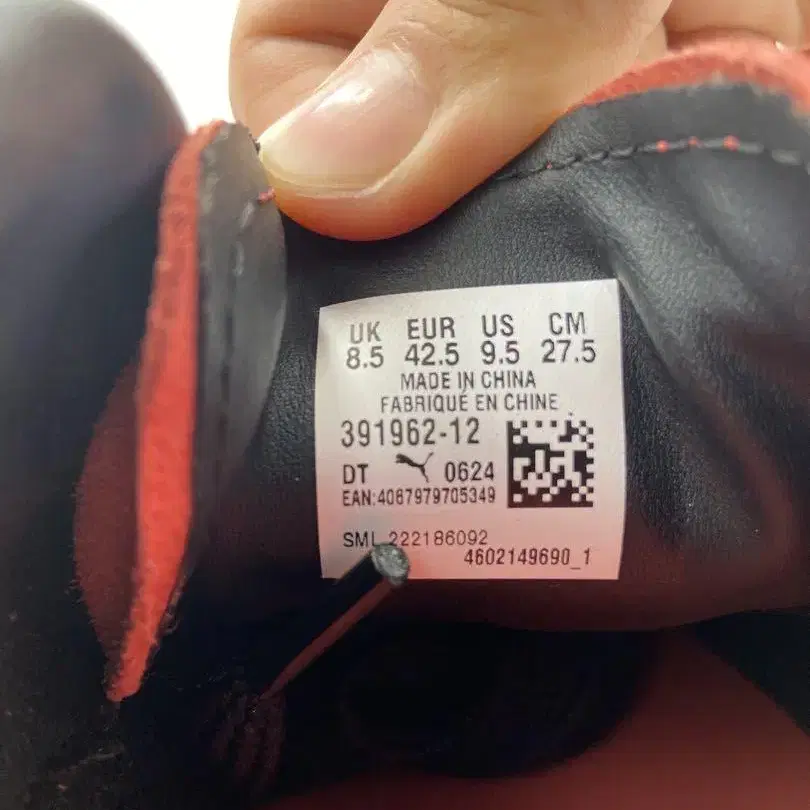 UK EUR US CM
8.5 42.5 9.5 27.5
MADE IN CHINA
FABRIQUÉ EN CHINE
391962-12
DT 0624
EAN:4067979705349
SML 222186092
4602149690_1